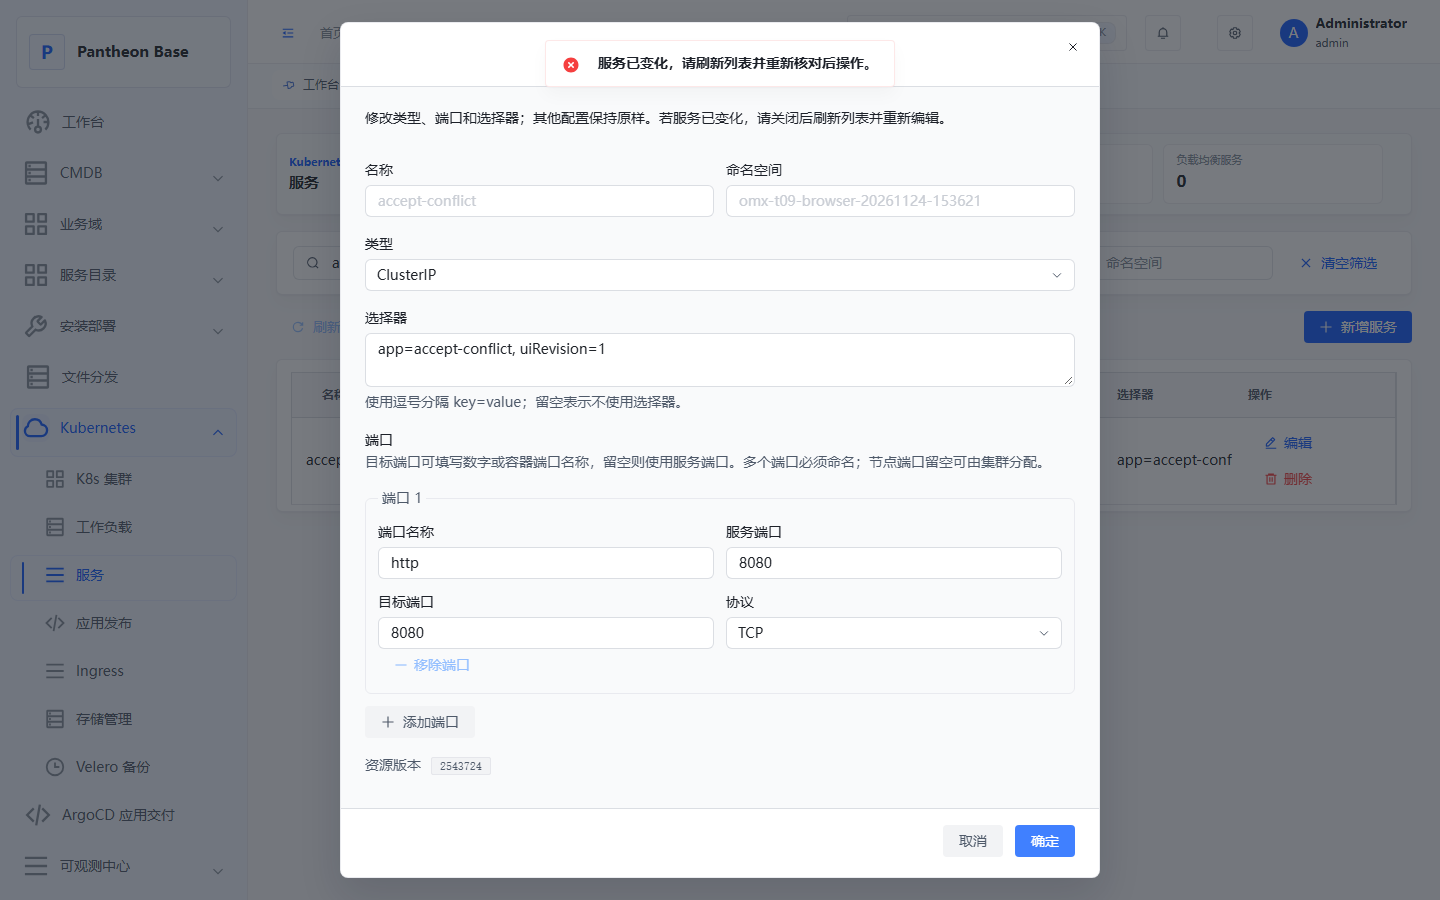 P
Pantheon Base
工作台
CMDB
业务域
服务目录
安装部署
文件分发
Kubernetes
K8s 集群
工作负载
服务
应用发布
Ingress
存储管理
Velero 备份
ArgoCD 应用交付
可观测中心
首页
K
A
Administrator
admin
工作台
Kubernet
服务
负载均衡服务
0
a
命名空间
清空筛选
刷新
新增服务
名称
选择器
操作
accep
app=accept-conf
编辑
删除
服务已变化，请刷新列表并重新核对后操作。
修改类型、端口和选择器；其他配置保持原样。若服务已变化，请关闭后刷新列表并重新编辑。
名称
命名空间
accept-conflict
omx-t09-browser-20261124-153621
类型
ClusterIP
选择器
app=accept-conflict, uiRevision=1
使用逗号分隔 key=value；留空表示不使用选择器。
端口
目标端口可填写数字或容器端口名称，留空则使用服务端口。多个端口必须命名；节点端口留空可由集群分配。
端口 1
端口名称
服务端口
http
8080
目标端口
协议
8080
TCP
移除端口
添加端口
资源版本
2543724
取消
确定